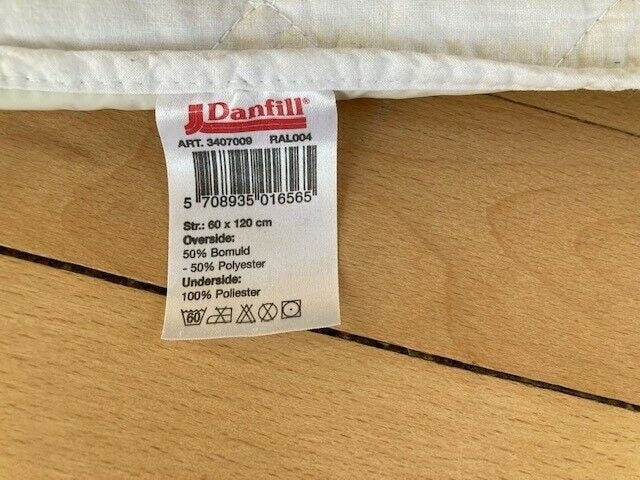 Danfill®
ART. 3407009 RAL004
5 708935 016565
Str.: 60 x 120 cm
Overside:
50% Bomuld
- 50% Polyester
Underside:
100% Poliester
60